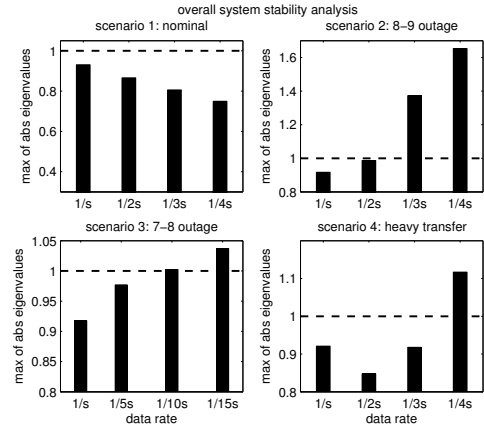 overall system stability analysis
scenario 1: nominal
max of abs eigenvalues
1
0.8
0.6
0.4
1/s 1/2s 1/3s 1/4s
scenario 2: 8−9 outage
max of abs eigenvalues
1.6
1.4
1.2
1
0.8
1/s 1/2s 1/3s 1/4s
scenario 3: 7−8 outage
max of abs eigenvalues
1.05
1
0.95
0.9
0.85
0.8
1/s 1/5s 1/10s 1/15s
data rate
scenario 4: heavy transfer
max of abs eigenvalues
1.1
1
0.9
0.8
1/s 1/2s 1/3s 1/4s
data rate